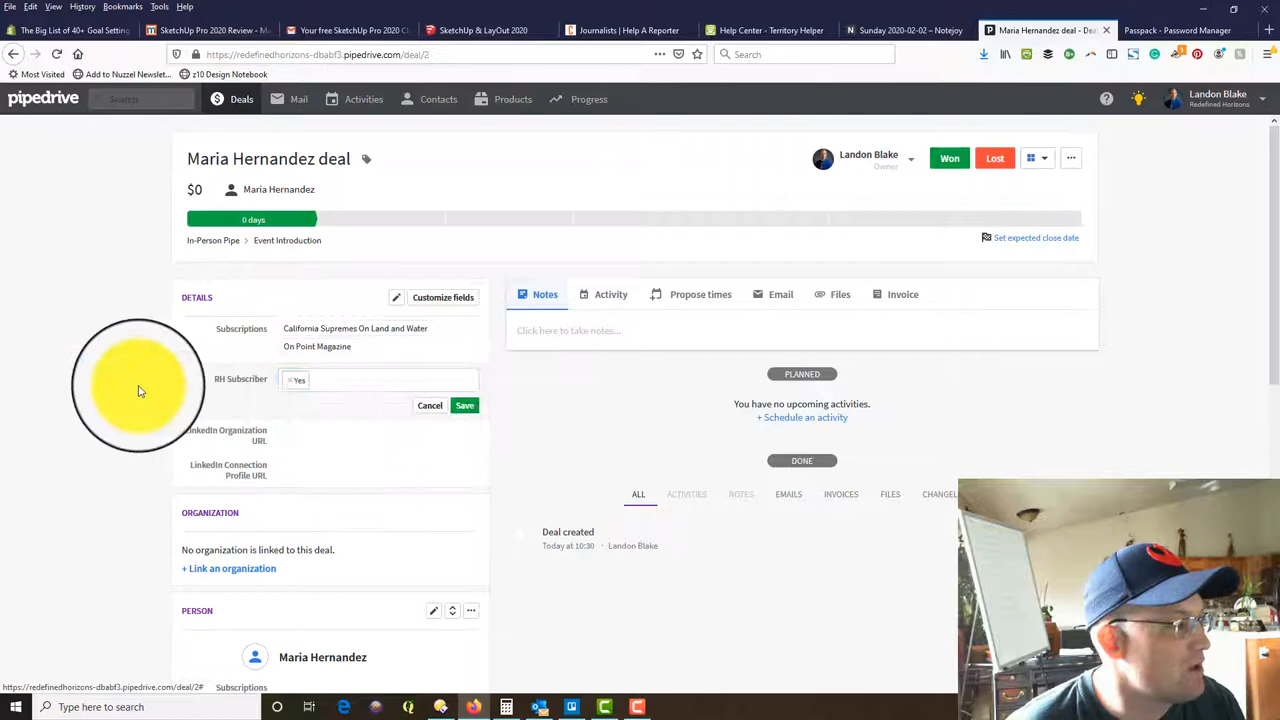 File Edit View History Bookmarks Tools Help
The Big List of 40+ Goal Setting
SketchUp Pro 2020 Review - Ma
Your free SketchUp Pro 2020 C
SketchUp & LayOut 2020
Journalists | Help A Reporter
Help Center - Territory Helper
Sunday 2020-02-02 – Notejoy
Maria Hernandez deal - Dea
Passpack - Password Manager
https://redefinedhorizons-dbabf3.pipedrive.com/deal/2
Search
Most Visited Add to Nuzzel Newslet... z10 Design Notebook
pipedrive Search Deals Mail Activities Contacts Products Progress
Landon Blake
Redefined Horizons
Maria Hernandez deal
Landon Blake
Owner
Won Lost
$0 Maria Hernandez
0 days
In-Person Pipe > Event Introduction
Set expected close date
DETAILS Customize fields
Subscriptions California Supremes On Land and Water
On Point Magazine
RH Subscriber × Yes
Cancel Save
LinkedIn Organization
URL
LinkedIn Connection
Profile URL
ORGANIZATION
No organization is linked to this deal.
+ Link an organization
PERSON
Maria Hernandez
Subscriptions
Notes Activity Propose times Email Files Invoice
Click here to take notes...
PLANNED
You have no upcoming activities.
+ Schedule an activity
DONE
ALL ACTIVITIES NOTES EMAILS INVOICES FILES CHANGEL
Deal created
Today at 10:30 · Landon Blake
https://redefinedhorizons-dbabf3.pipedrive.com/deal/2#
Type here to search